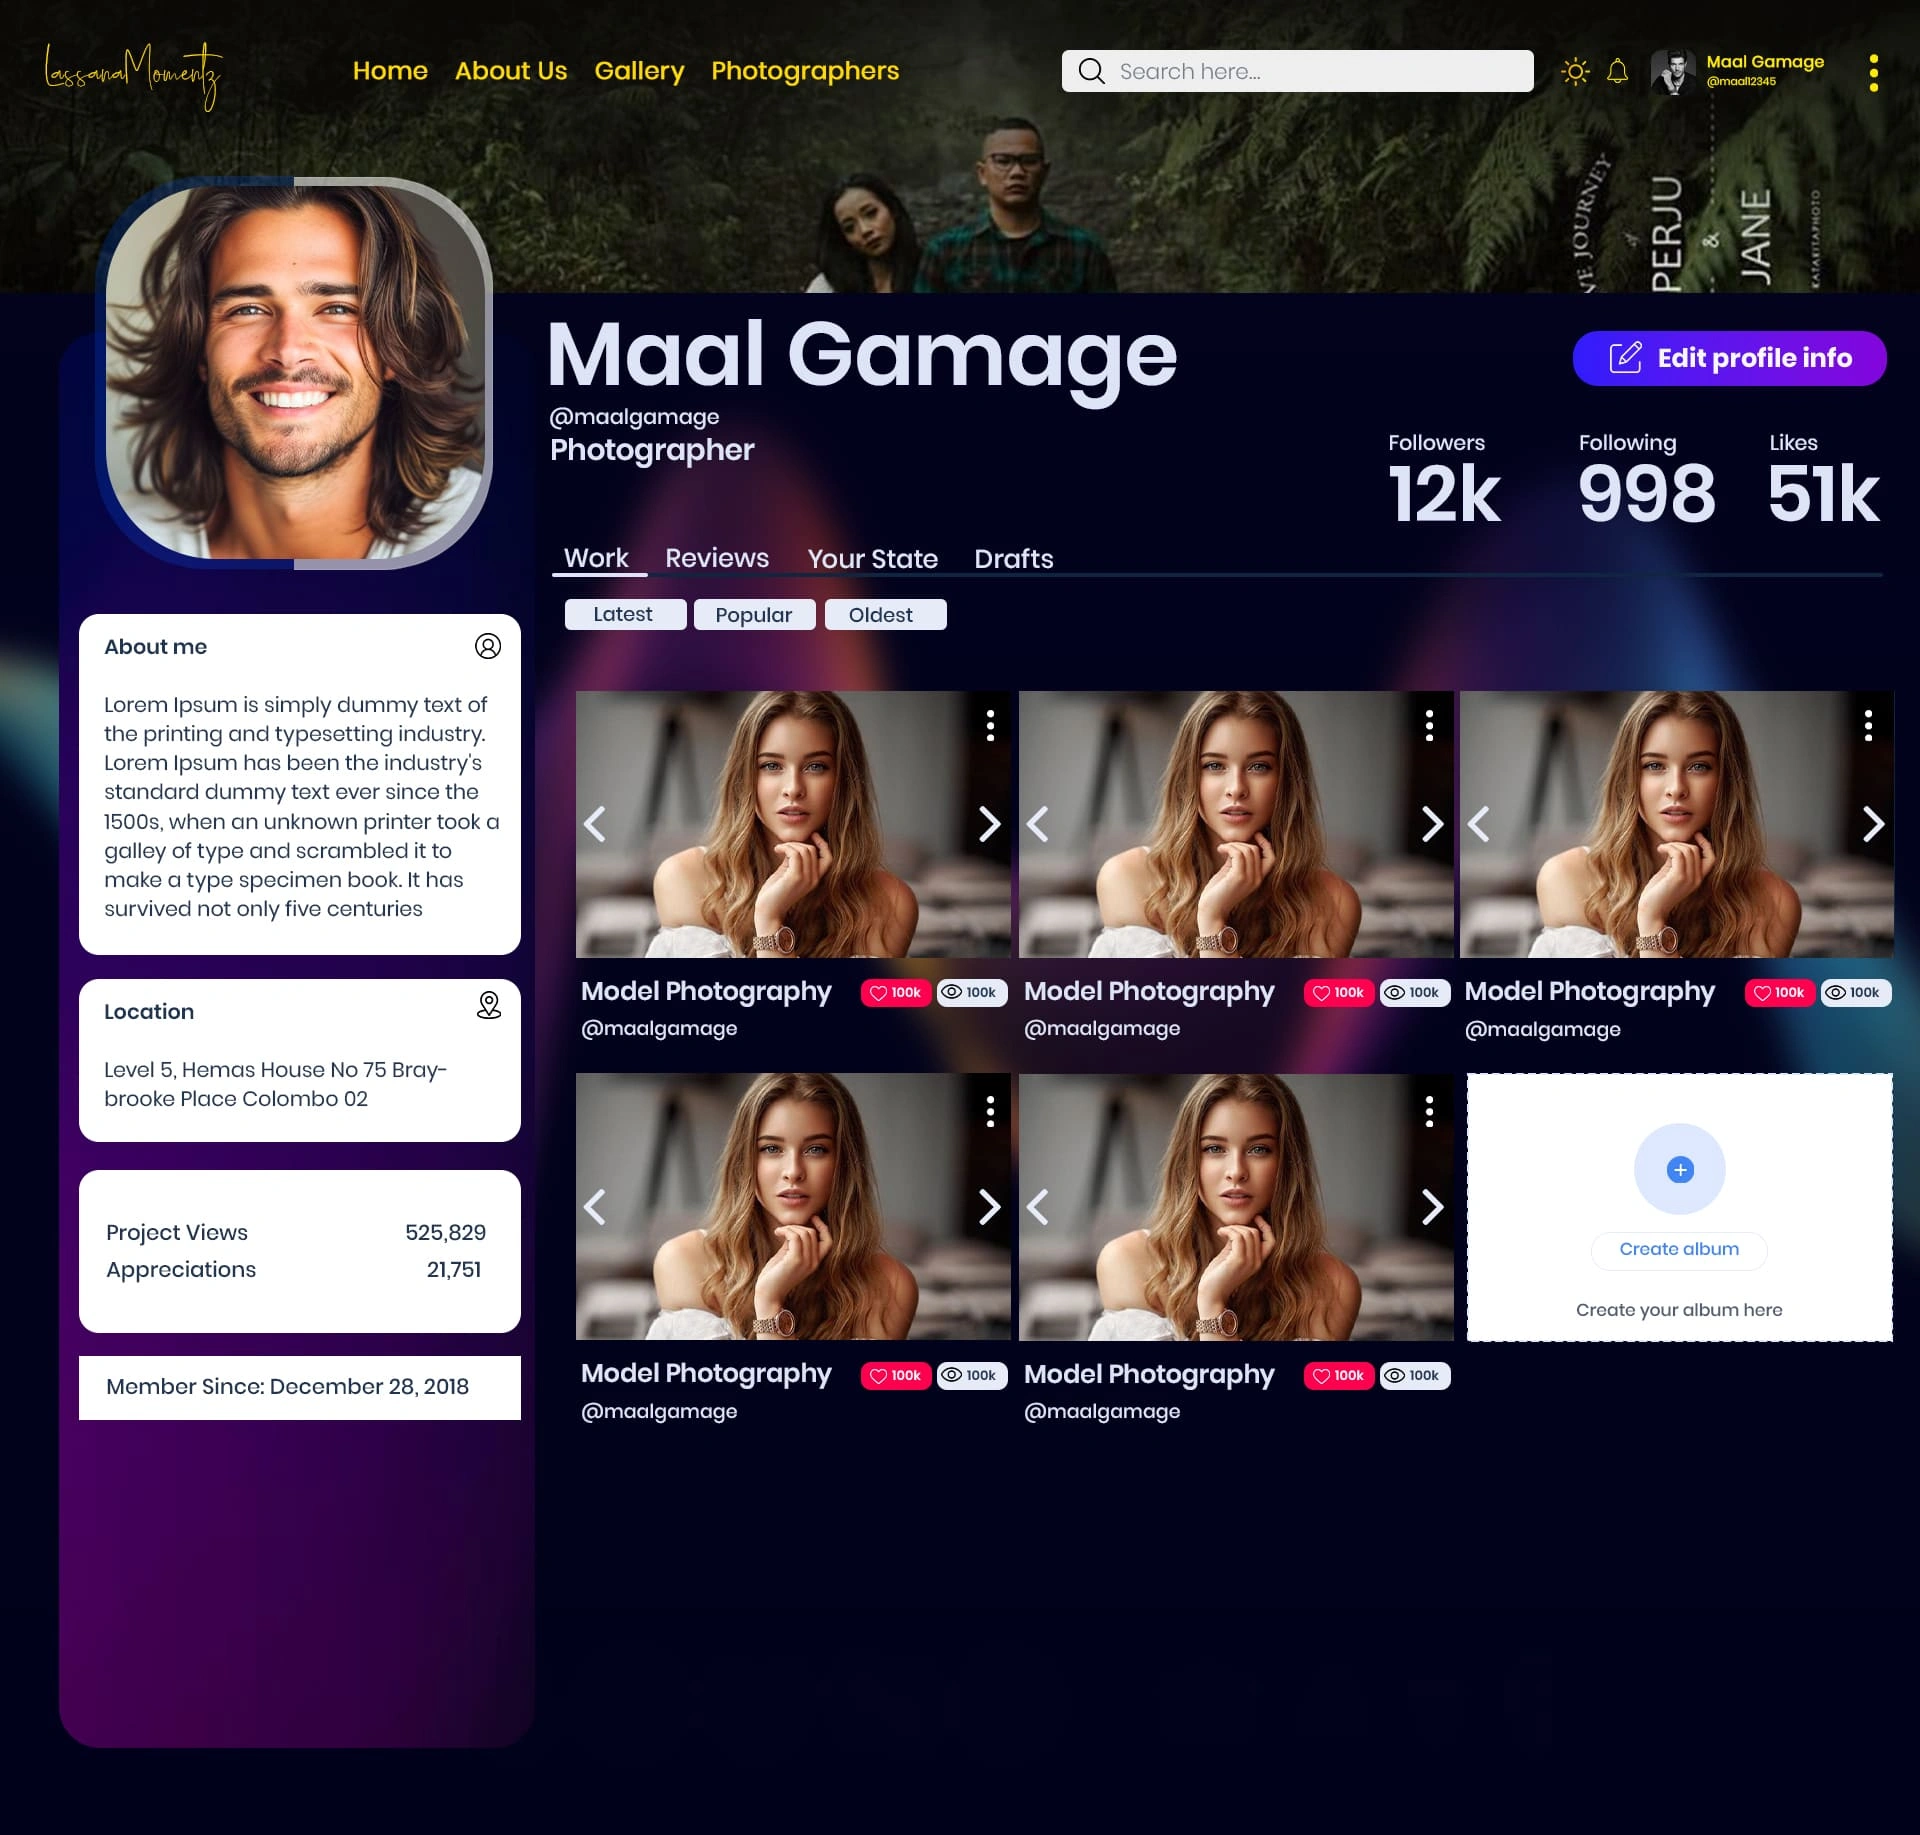 LassanaMomentz
Home About Us Gallery Photographers
Search here...
Maal Gamage
@maal12345
NE JOURNEY
of
PERJU
&
JANE
KATAKITAPHOTO
Maal Gamage
Edit profile info
@maalgamage
Photographer
Followers Following Likes
12k 998 51k
Work Reviews Your State Drafts
Latest Popular Oldest
About me
Lorem Ipsum is simply dummy text of
the printing and typesetting industry.
Lorem Ipsum has been the industry's
standard dummy text ever since the
1500s, when an unknown printer took a
galley of type and scrambled it to
make a type specimen book. It has
survived not only five centuries
Location
Level 5, Hemas House No 75 Bray-
brooke Place Colombo 02
Project Views 525,829
Appreciations 21,751
Member Since: December 28, 2018
Model Photography 100k 100k
@maalgamage
Model Photography 100k 100k
@maalgamage
Model Photography 100k 100k
@maalgamage
Model Photography 100k 100k
@maalgamage
Model Photography 100k 100k
@maalgamage
Create album
Create your album here